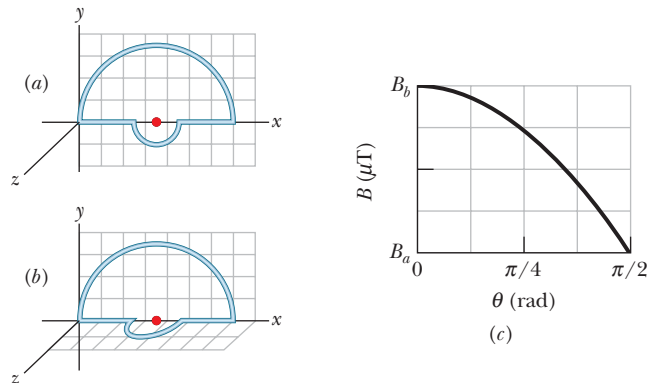 y
(a)
x
z
y
(b)
x
z
B_b
B (μT)
B_a
0
π/4
π/2
θ (rad)
(c)